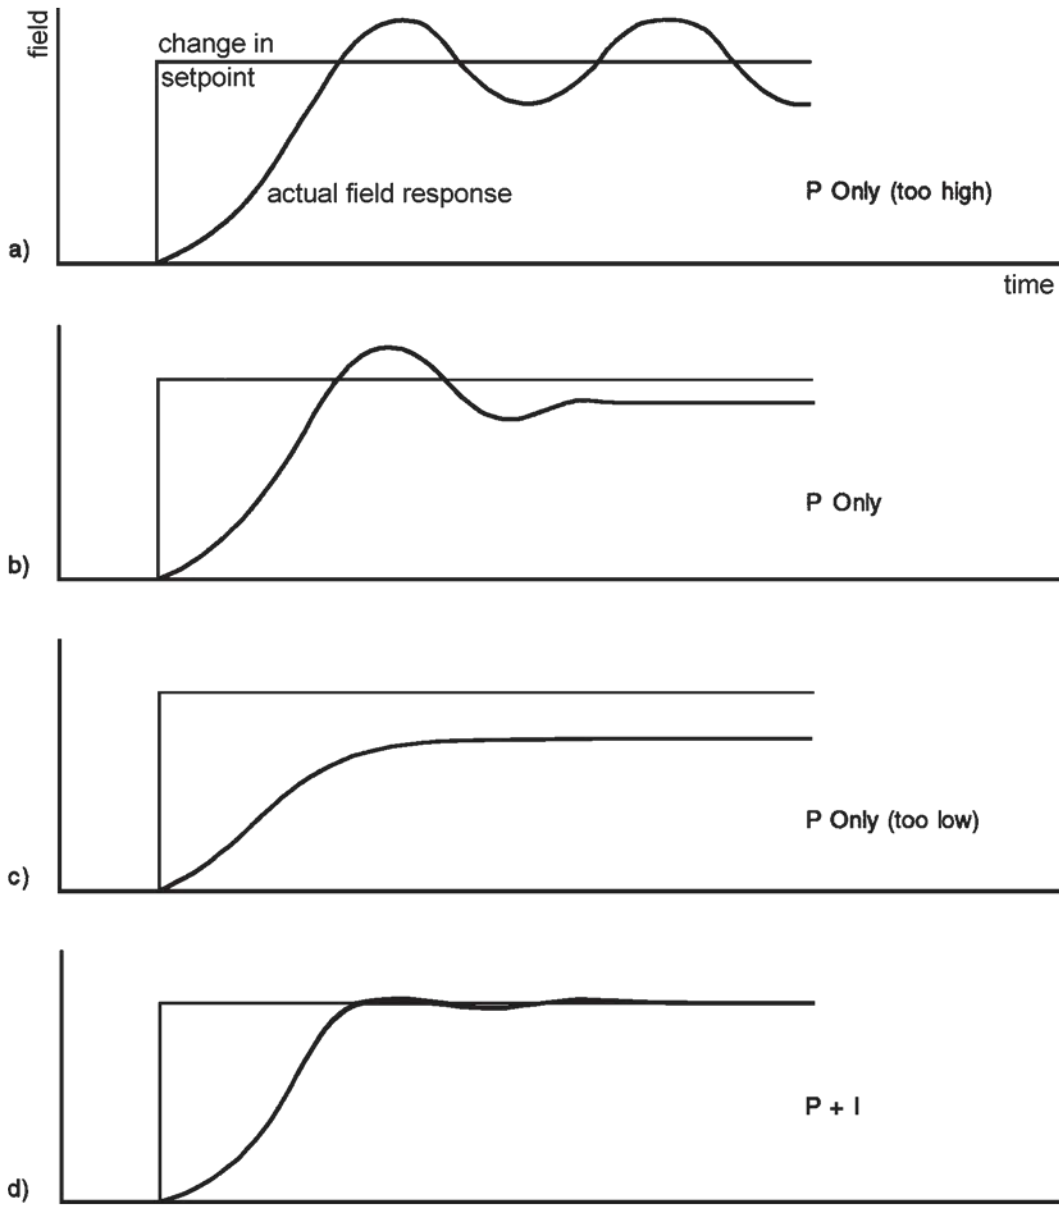 field
change in
setpoint
actual field response
P Only (too high)
a)
time
P Only
b)
P Only (too low)
c)
P + I
d)